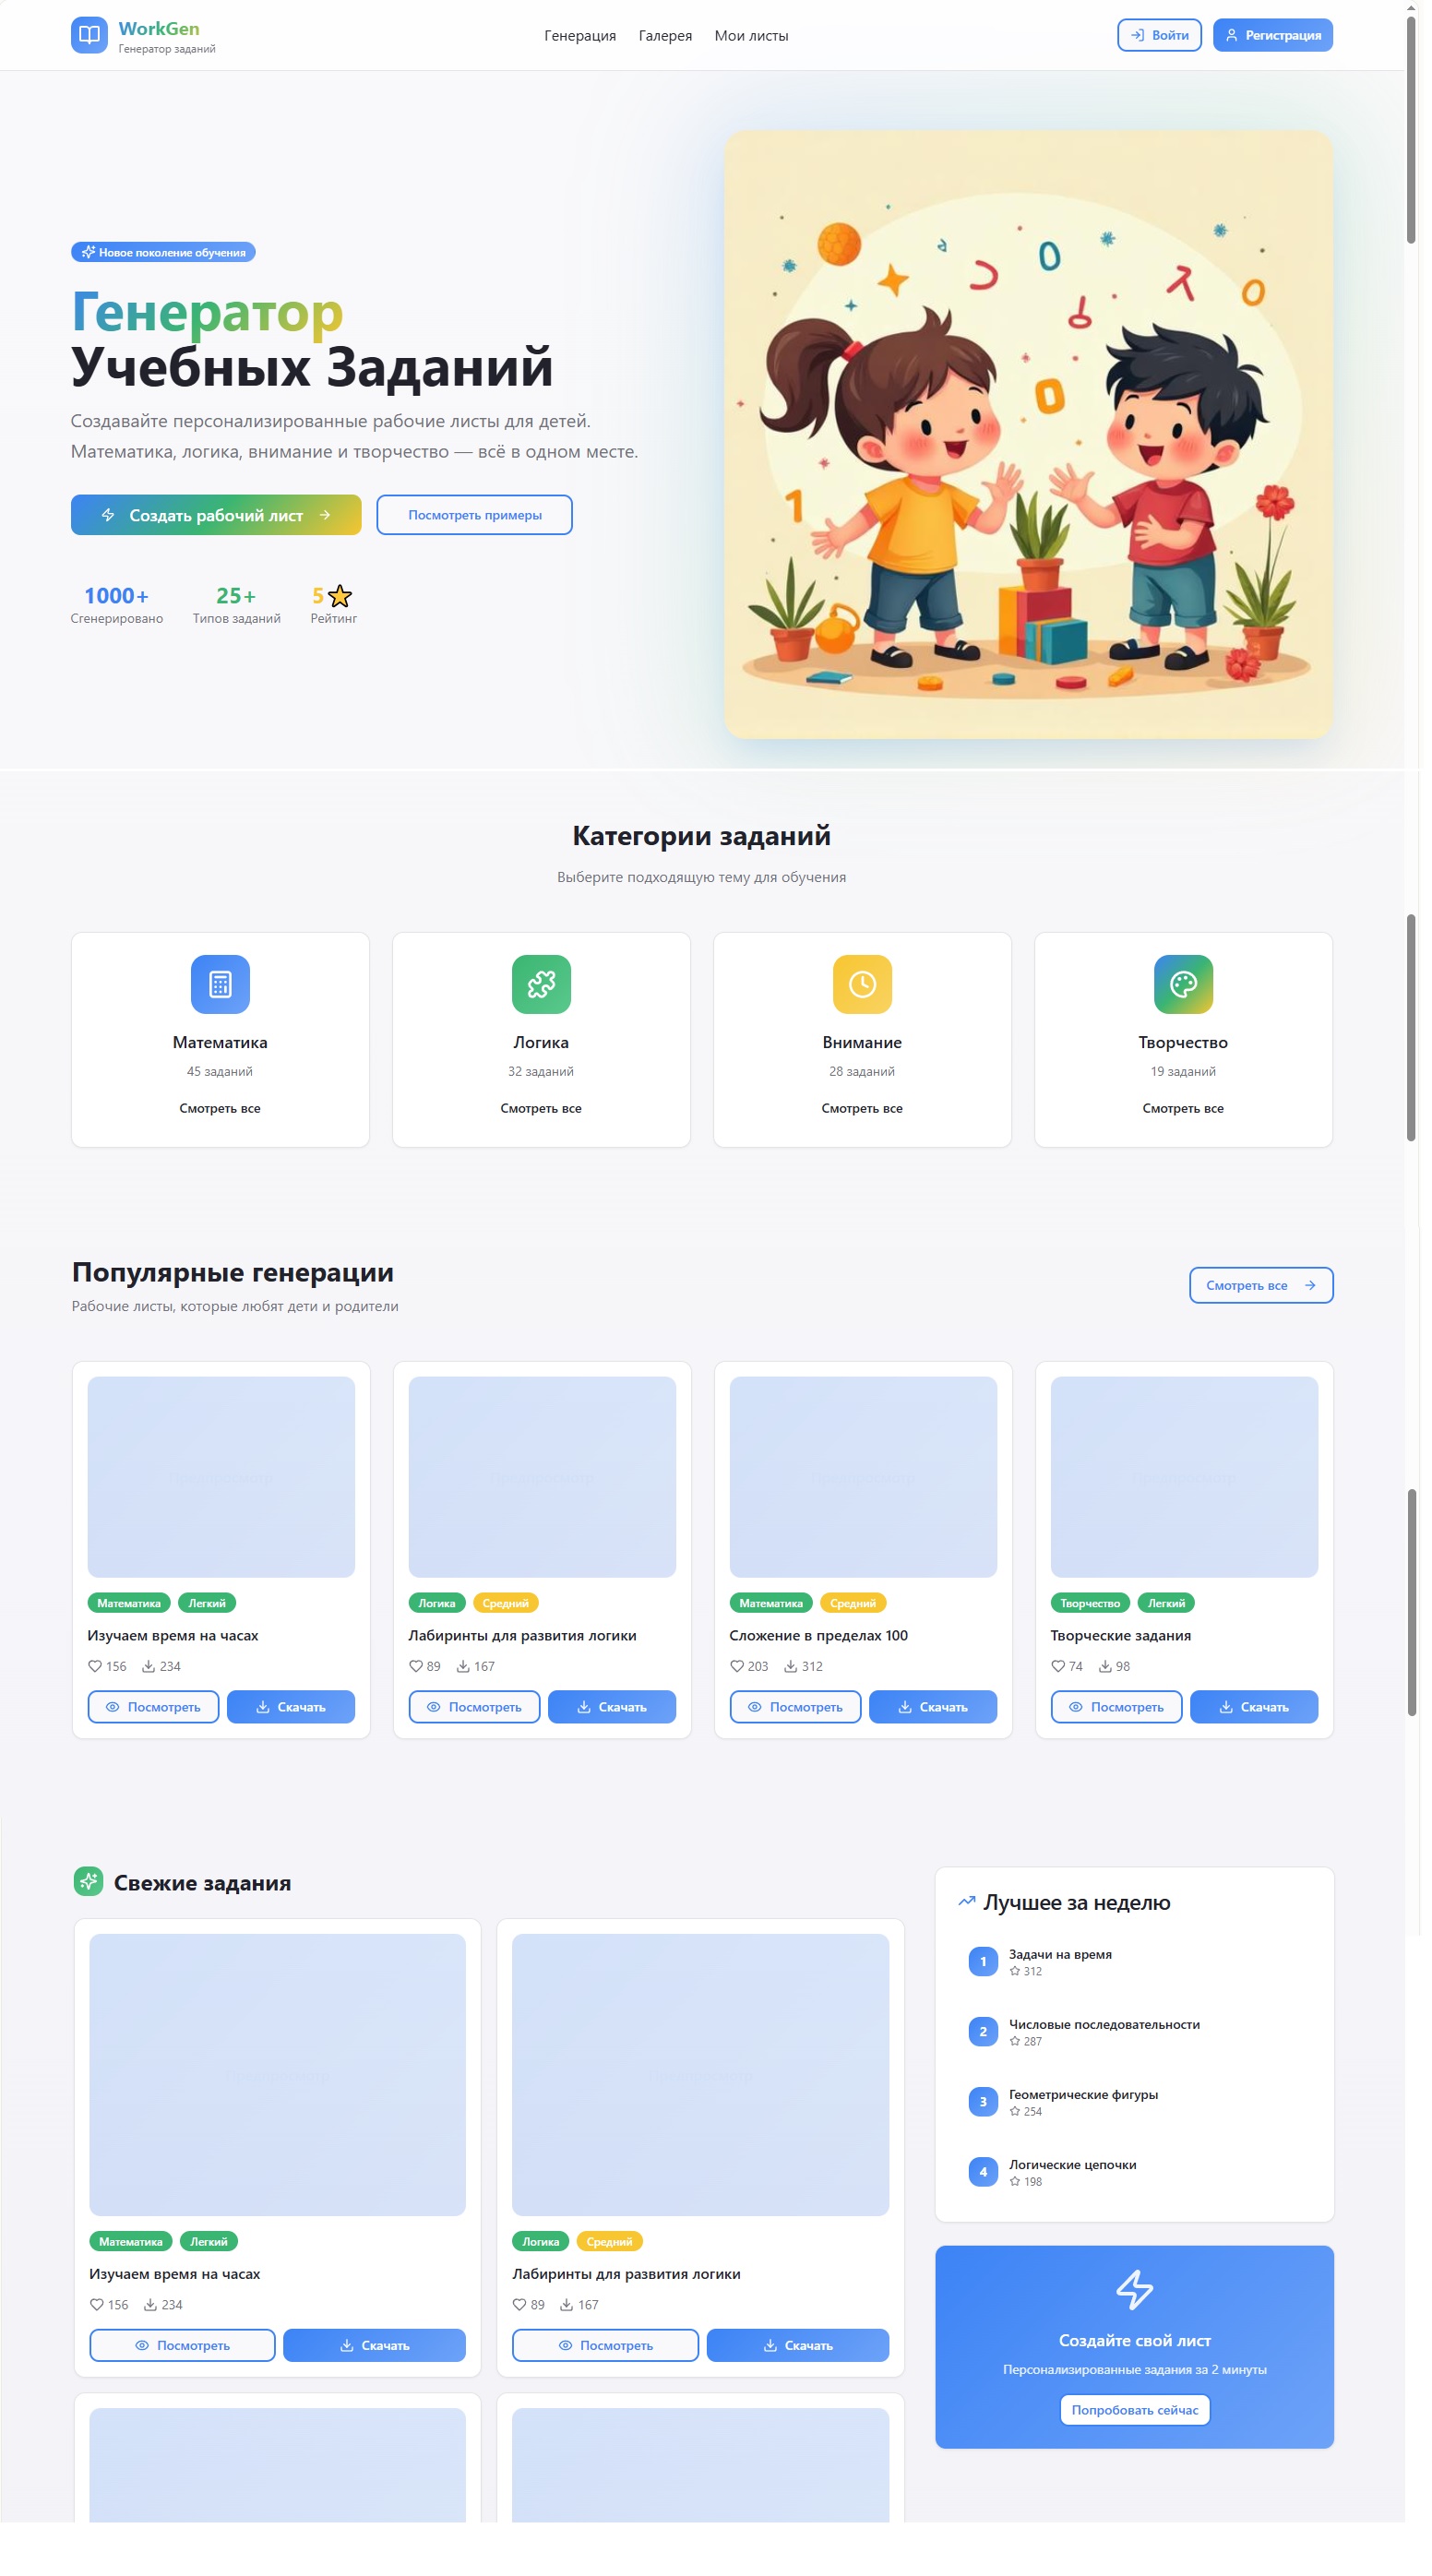 WorkGen
Генератор заданий
Генерация Галерея Мои листы
Войти Регистрация
Новое поколение обучения
Генератор
Учебных Заданий
Создавайте персонализированные рабочие листы для детей.
Математика, логика, внимание и творчество — всё в одном месте.
Создать рабочий лист Посмотреть примеры
1000+ 25+ 5
Сгенерировано Типов заданий Рейтинг
1
Категории заданий
Выберите подходящую тему для обучения
Математика Логика Внимание Творчество
45 заданий 32 заданий 28 заданий 19 заданий
Смотреть все Смотреть все Смотреть все Смотреть все
Популярные генерации
Смотреть все
Рабочие листы, которые любят дети и родители
Математика Легкий
Изучаем время на часах
156 234
Посмотреть Скачать
Логика Средний
Лабиринты для развития логики
89 167
Посмотреть Скачать
Математика Средний
Сложение в пределах 100
203 312
Посмотреть Скачать
Творчество Легкий
Творческие задания
74 98
Посмотреть Скачать
Свежие задания
Математика Легкий
Изучаем время на часах
156 234
Посмотреть Скачать
Логика Средний
Лабиринты для развития логики
89 167
Посмотреть Скачать
Лучшее за неделю
1 Задачи на время
312
2 Числовые последовательности
287
3 Геометрические фигуры
254
4 Логические цепочки
198
Создайте свой лист
Персонализированные задания за 2 минуты
Попробовать сейчас